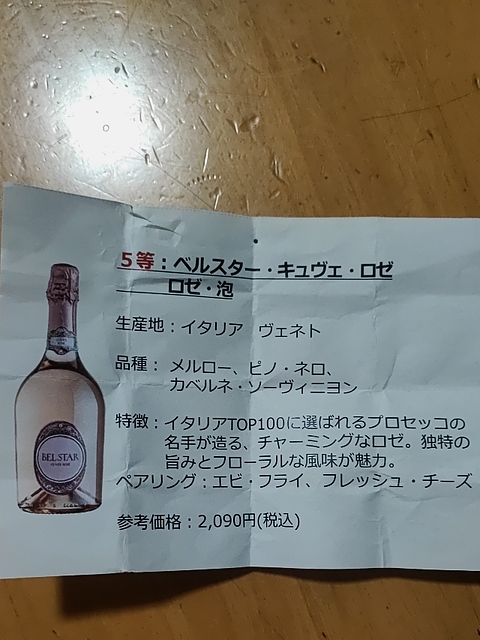 5等：ベルスター・キュヴェ・ロゼ
ロゼ・泡
生産地：イタリア　ヴェネト
品種： メルロー、ピノ・ネロ、
カベルネ・ソーヴィニヨン
特徴：イタリアTOP100に選ばれるプロセッコの
名手が造る、チャーミングなロゼ。独特の
旨みとフローラルな風味が魅力。
ペアリング：エビ・フライ、フレッシュ・チーズ
参考価格：2,090円(税込)
BELSTAR